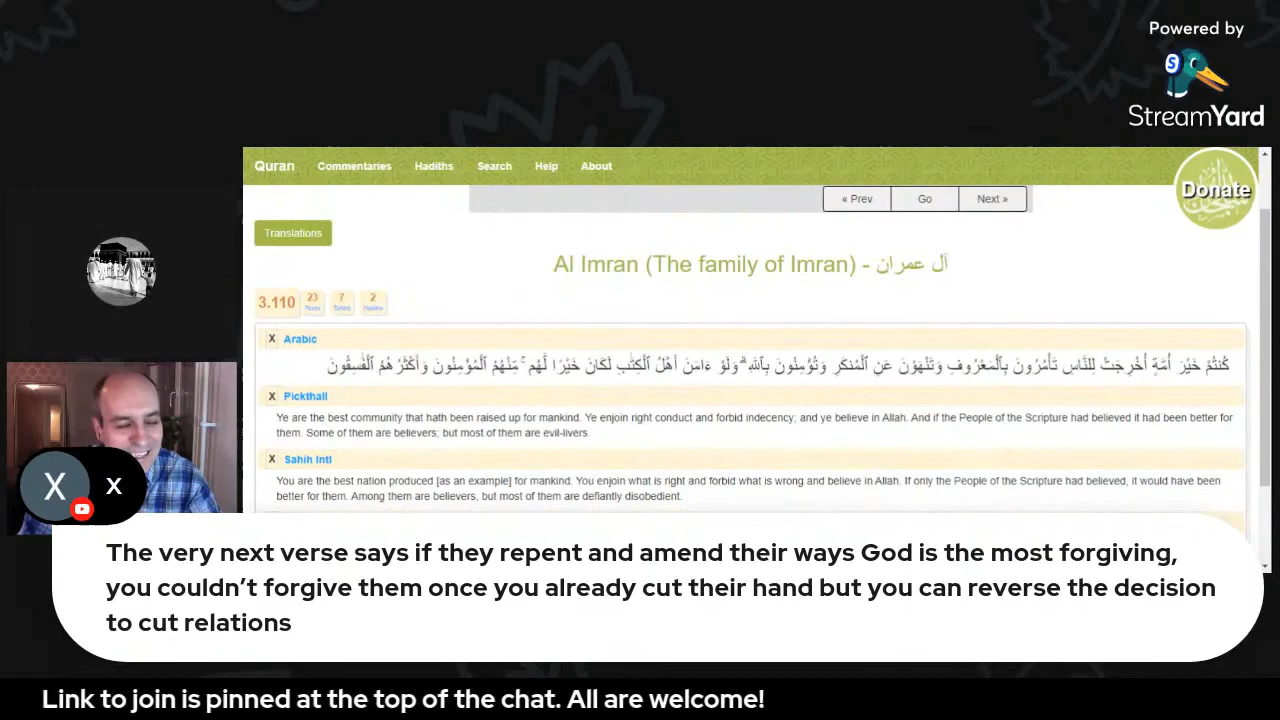 Powered by
StreamYard
Quran Commentaries Hadiths Search Help About
Donate
« Prev Go Next »
Translations
Al Imran (The family of Imran) - آل عمران
3.110 23 7 2
X Arabic
كُنتُمْ خَيْرَ أُمَّةٍ أُخْرِجَتْ لِلنَّاسِ تَأْمُرُونَ بِٱلْمَعْرُوفِ وَتَنْهَوْنَ عَنِ ٱلْمُنكَرِ وَتُؤْمِنُونَ بِٱللَّهِ ۗ وَلَوْ ءَامَنَ أَهْلُ ٱلْكِتَٰبِ لَكَانَ خَيْرًا لَّهُم ۚ مِّنْهُمُ ٱلْمُؤْمِنُونَ وَأَكْثَرُهُمُ ٱلْفَٰسِقُونَ
X Pickthall
Ye are the best community that hath been raised up for mankind. Ye enjoin right conduct and forbid indecency; and ye believe in Allah. And if the People of the Scripture had believed it had been better for
them. Some of them are believers; but most of them are evil-livers.
X Sahih Intl
You are the best nation produced [as an example] for mankind. You enjoin what is right and forbid what is wrong and believe in Allah. If only the People of the Scripture had believed, it would have been
better for them. Among them are believers, but most of them are defiantly disobedient.
X x
The very next verse says if they repent and amend their ways God is the most forgiving,
you couldn’t forgive them once you already cut their hand but you can reverse the decision
to cut relations
Link to join is pinned at the top of the chat. All are welcome!